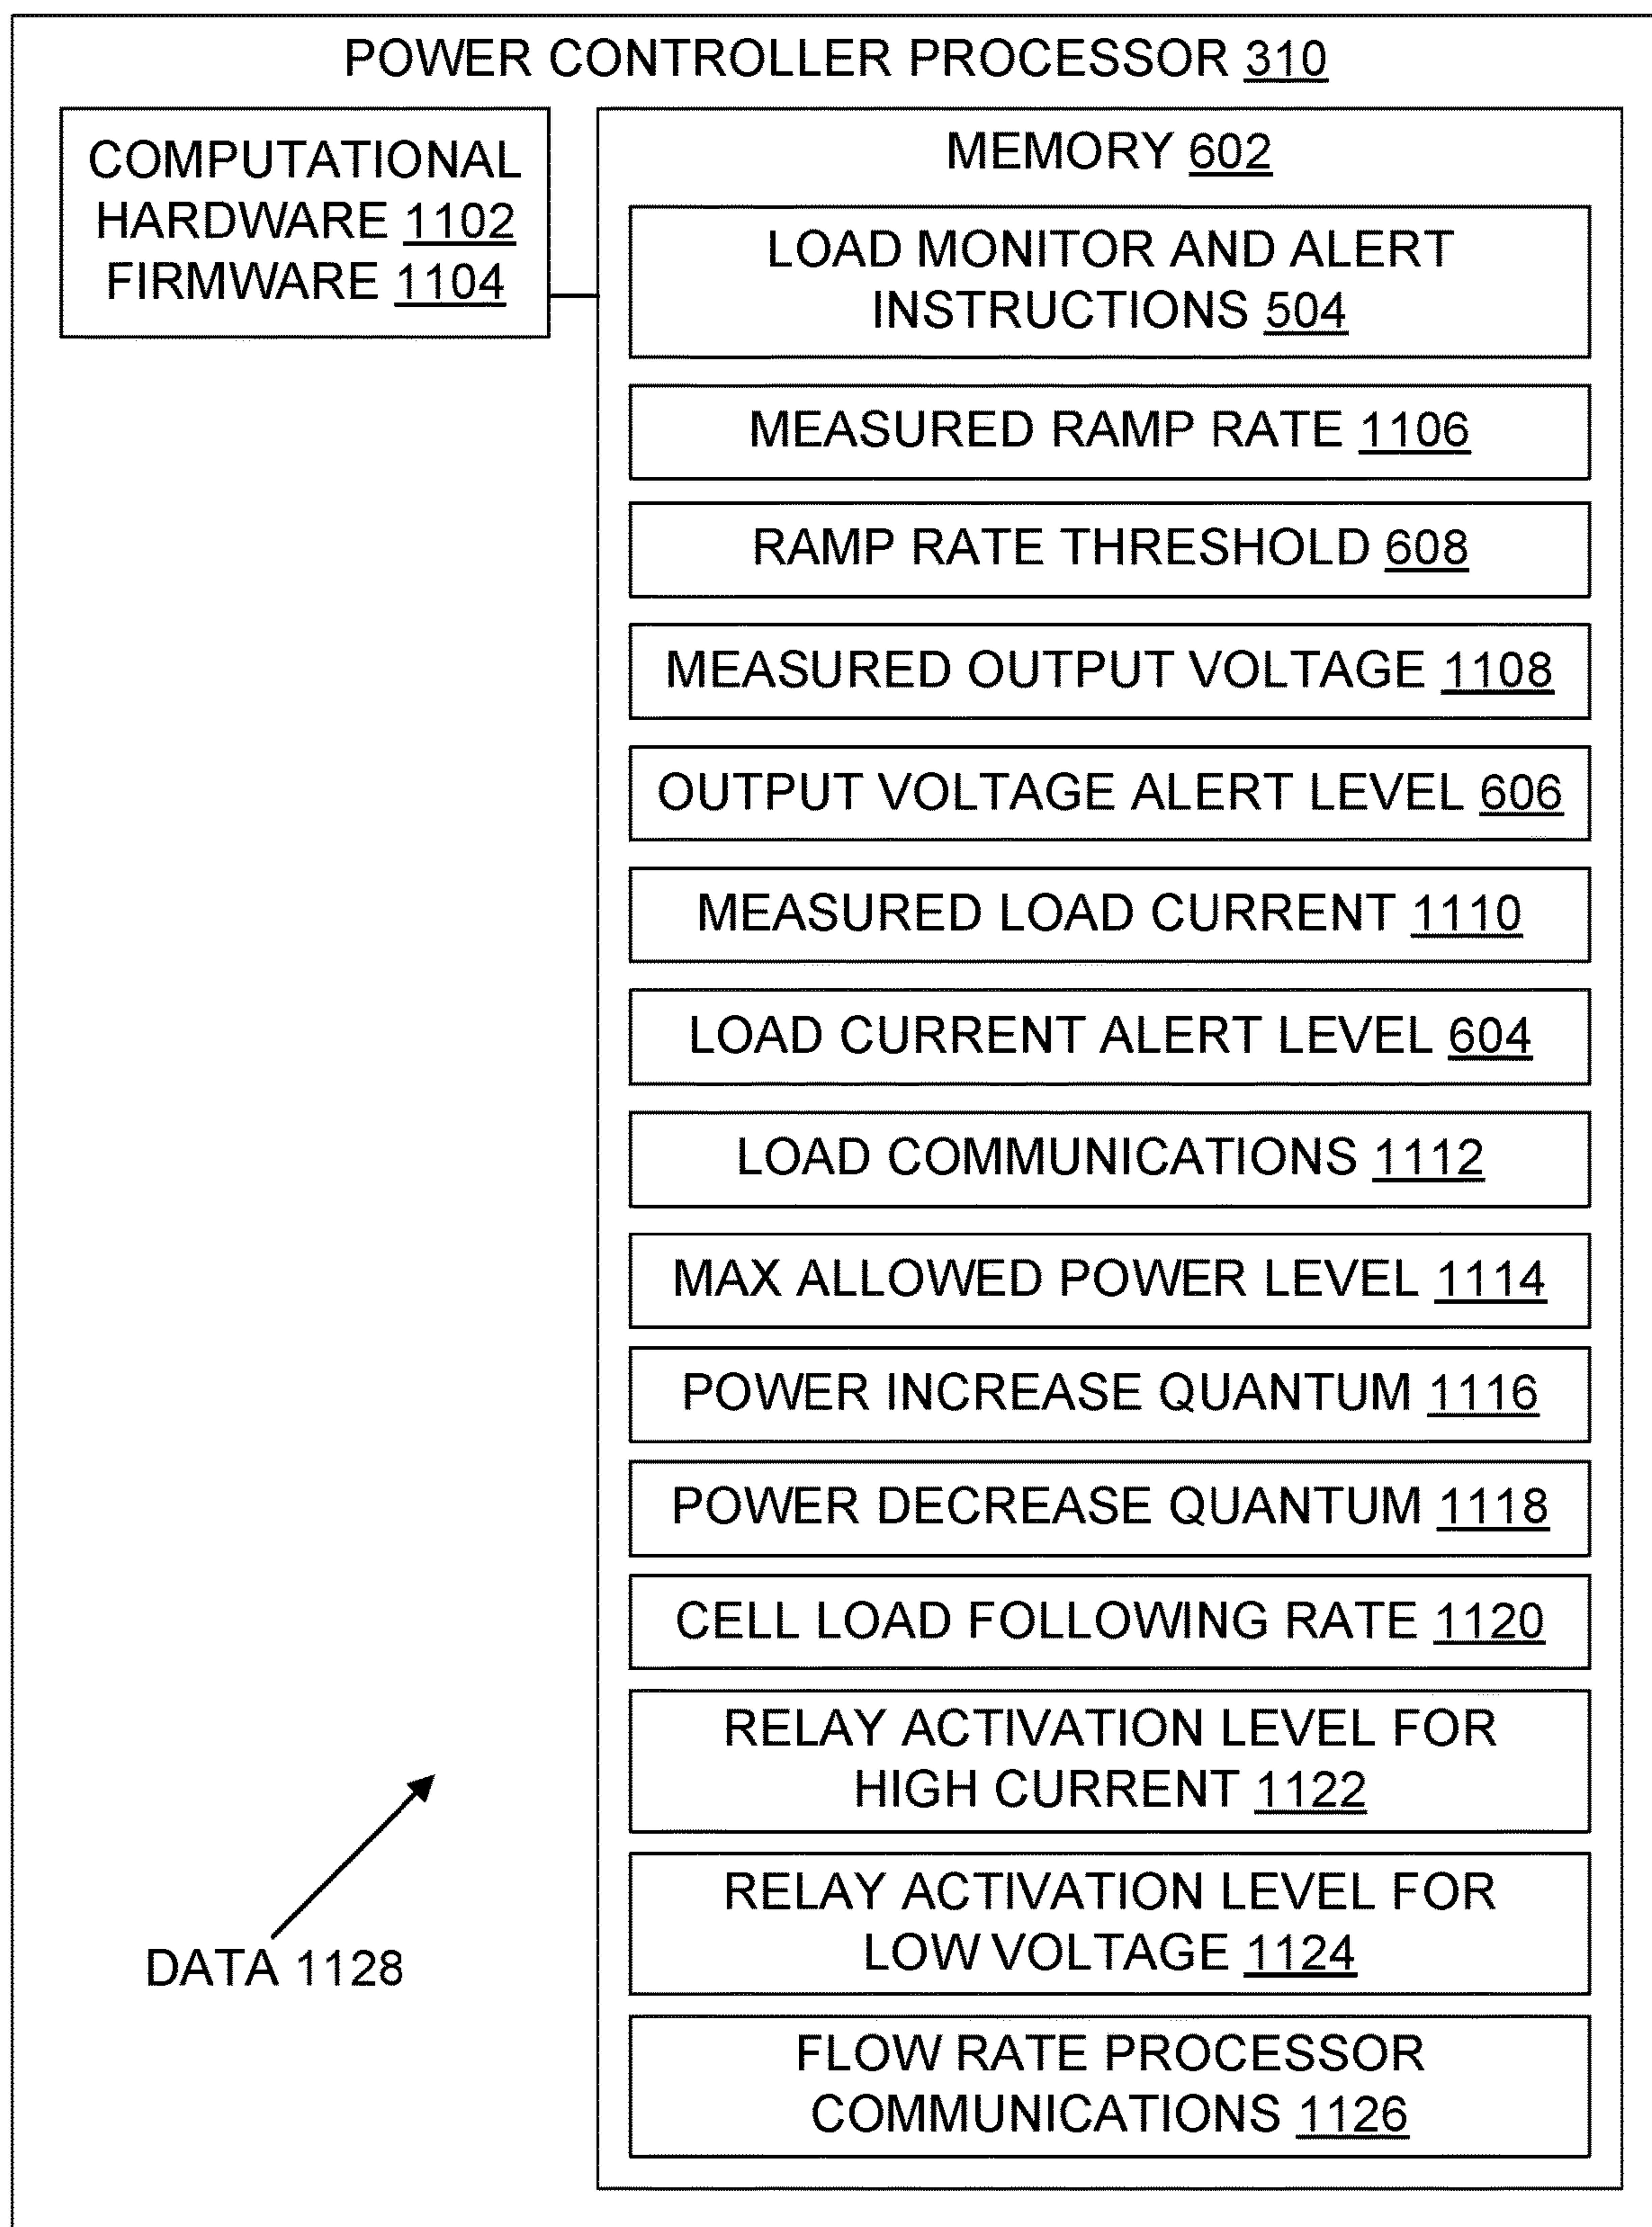 POWER CONTROLLER PROCESSOR 310
COMPUTATIONAL
HARDWARE 1102
FIRMWARE 1104
MEMORY 602
LOAD MONITOR AND ALERT
INSTRUCTIONS 504
MEASURED RAMP RATE 1106
RAMP RATE THRESHOLD 608
MEASURED OUTPUT VOLTAGE 1108
OUTPUT VOLTAGE ALERT LEVEL 606
MEASURED LOAD CURRENT 1110
LOAD CURRENT ALERT LEVEL 604
LOAD COMMUNICATIONS 1112
MAX ALLOWED POWER LEVEL 1114
POWER INCREASE QUANTUM 1116
POWER DECREASE QUANTUM 1118
CELL LOAD FOLLOWING RATE 1120
RELAY ACTIVATION LEVEL FOR
HIGH CURRENT 1122
RELAY ACTIVATION LEVEL FOR
LOW VOLTAGE 1124
FLOW RATE PROCESSOR
COMMUNICATIONS 1126
DATA 1128